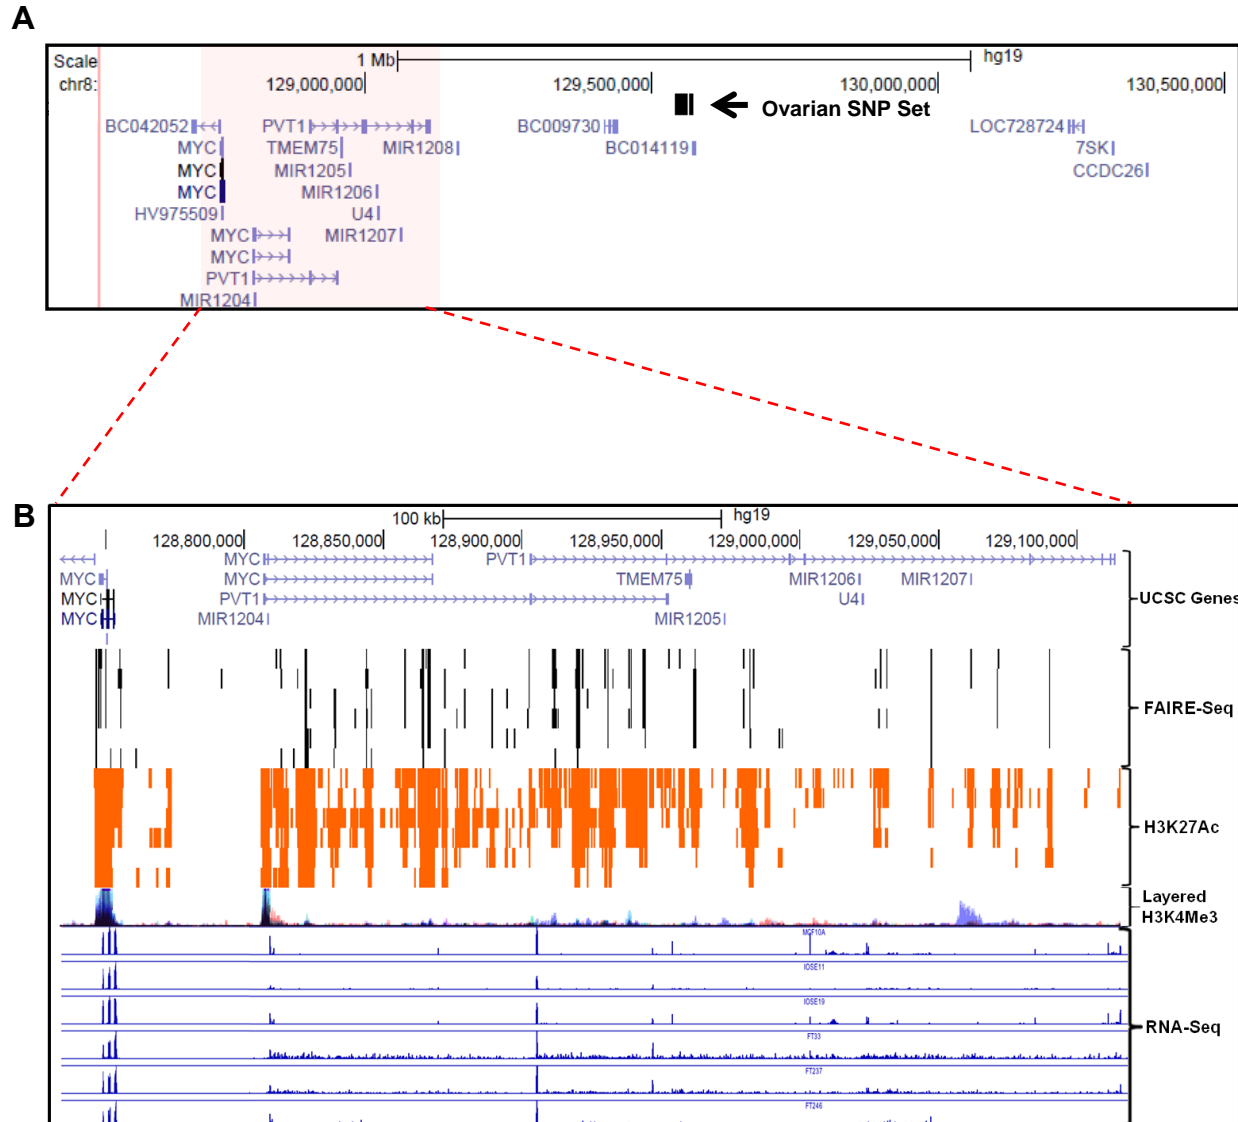 A
Scale 1 Mb hg19
chr8: 129,000,000 129,500,000 130,000,000 130,500,000
Ovarian SNP Set
BC042052 PVT1 BC009730 LOC728724
MYC TMEM75 MIR1208 BC014119 7SK
MYC MIR1205 CCDC26
MYC MIR1206
HV975509 U4
MYC MIR1207
MYC
PVT1
MIR1204
B
100 kb hg19
128,800,000 128,850,000 128,900,000 128,950,000 129,000,000 129,050,000 129,100,000
MYC PVT1
MYC MYC TMEM75 MIR1206 MIR1207
MYC PVT1 U4
MYC MIR1204 MIR1205
UCSC Genes
FAIRE-Seq
H3K27Ac
Layered
H3K4Me3
MCF10A
IOSE11
IOSE19
RNA-Seq
FT33
FT237
FT246